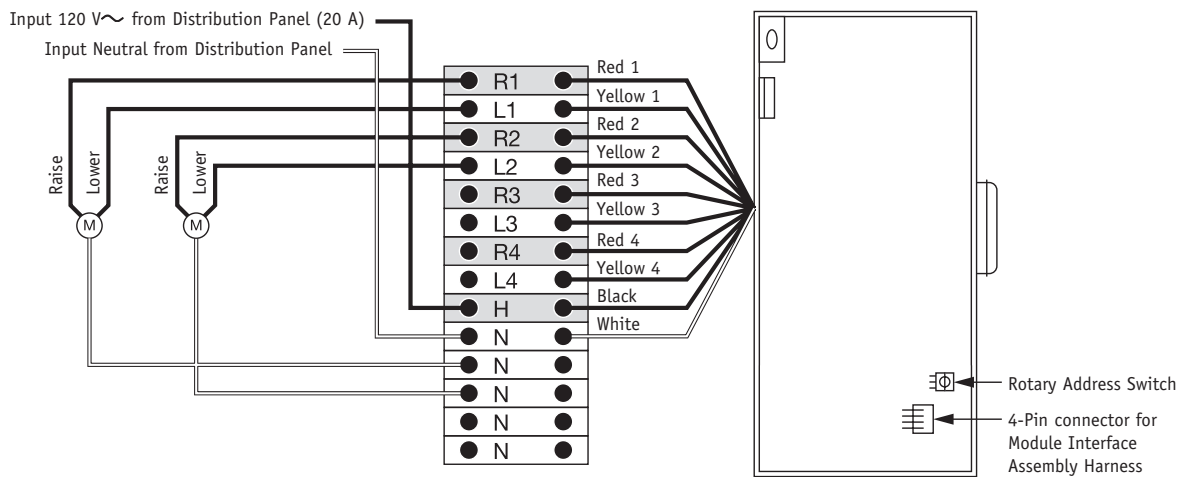 Input 120 V~ from Distribution Panel (20 A)
Input Neutral from Distribution Panel
Raise
Lower
M
Raise
Lower
M
R1
Red 1
L1
Yellow 1
R2
Red 2
L2
Yellow 2
R3
Red 3
L3
Yellow 3
R4
Red 4
L4
Yellow 4
H
Black
N
White
N
N
N
N
Rotary Address Switch
4-Pin connector for
Module Interface
Assembly Harness